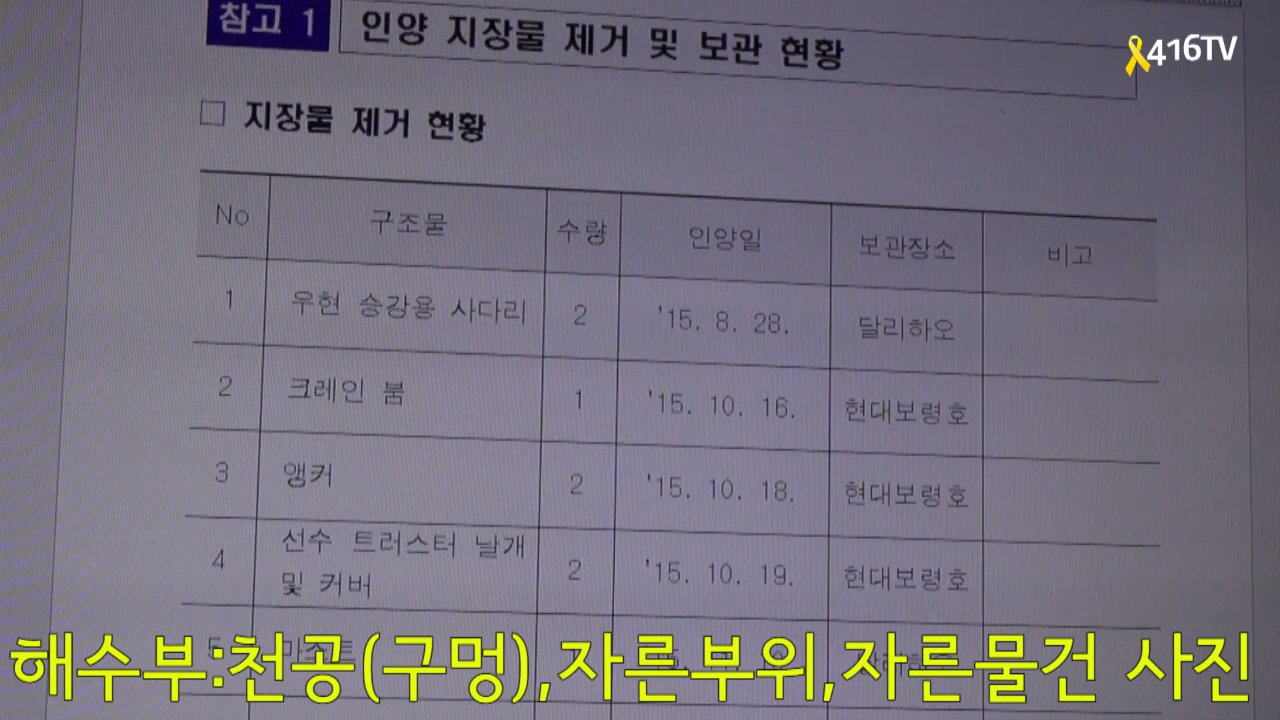 참고 1
인양 지장물 제거 및 보관 현황
416TV
□ 지장물 제거 현황
No 구조물 수량 인양일 보관장소 비고
1 우현 승강용 사다리 2 '15. 8. 28. 달리하오
2 크레인 붐 1 '15. 10. 16. 현대보령호
3 앵커 2 '15. 10. 18. 현대보령호
4 선수 트러스터 날개 및 커버 2 '15. 10. 19. 현대보령호
해수부:천공(구멍),자른부위,자른물건 사진